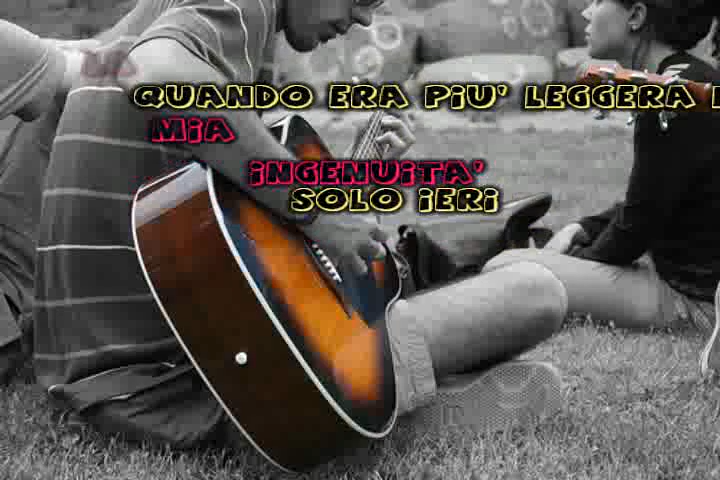 QUANDO ERA PIU' LEGGERA
MIA
INGENUITA'
SOLO IERI